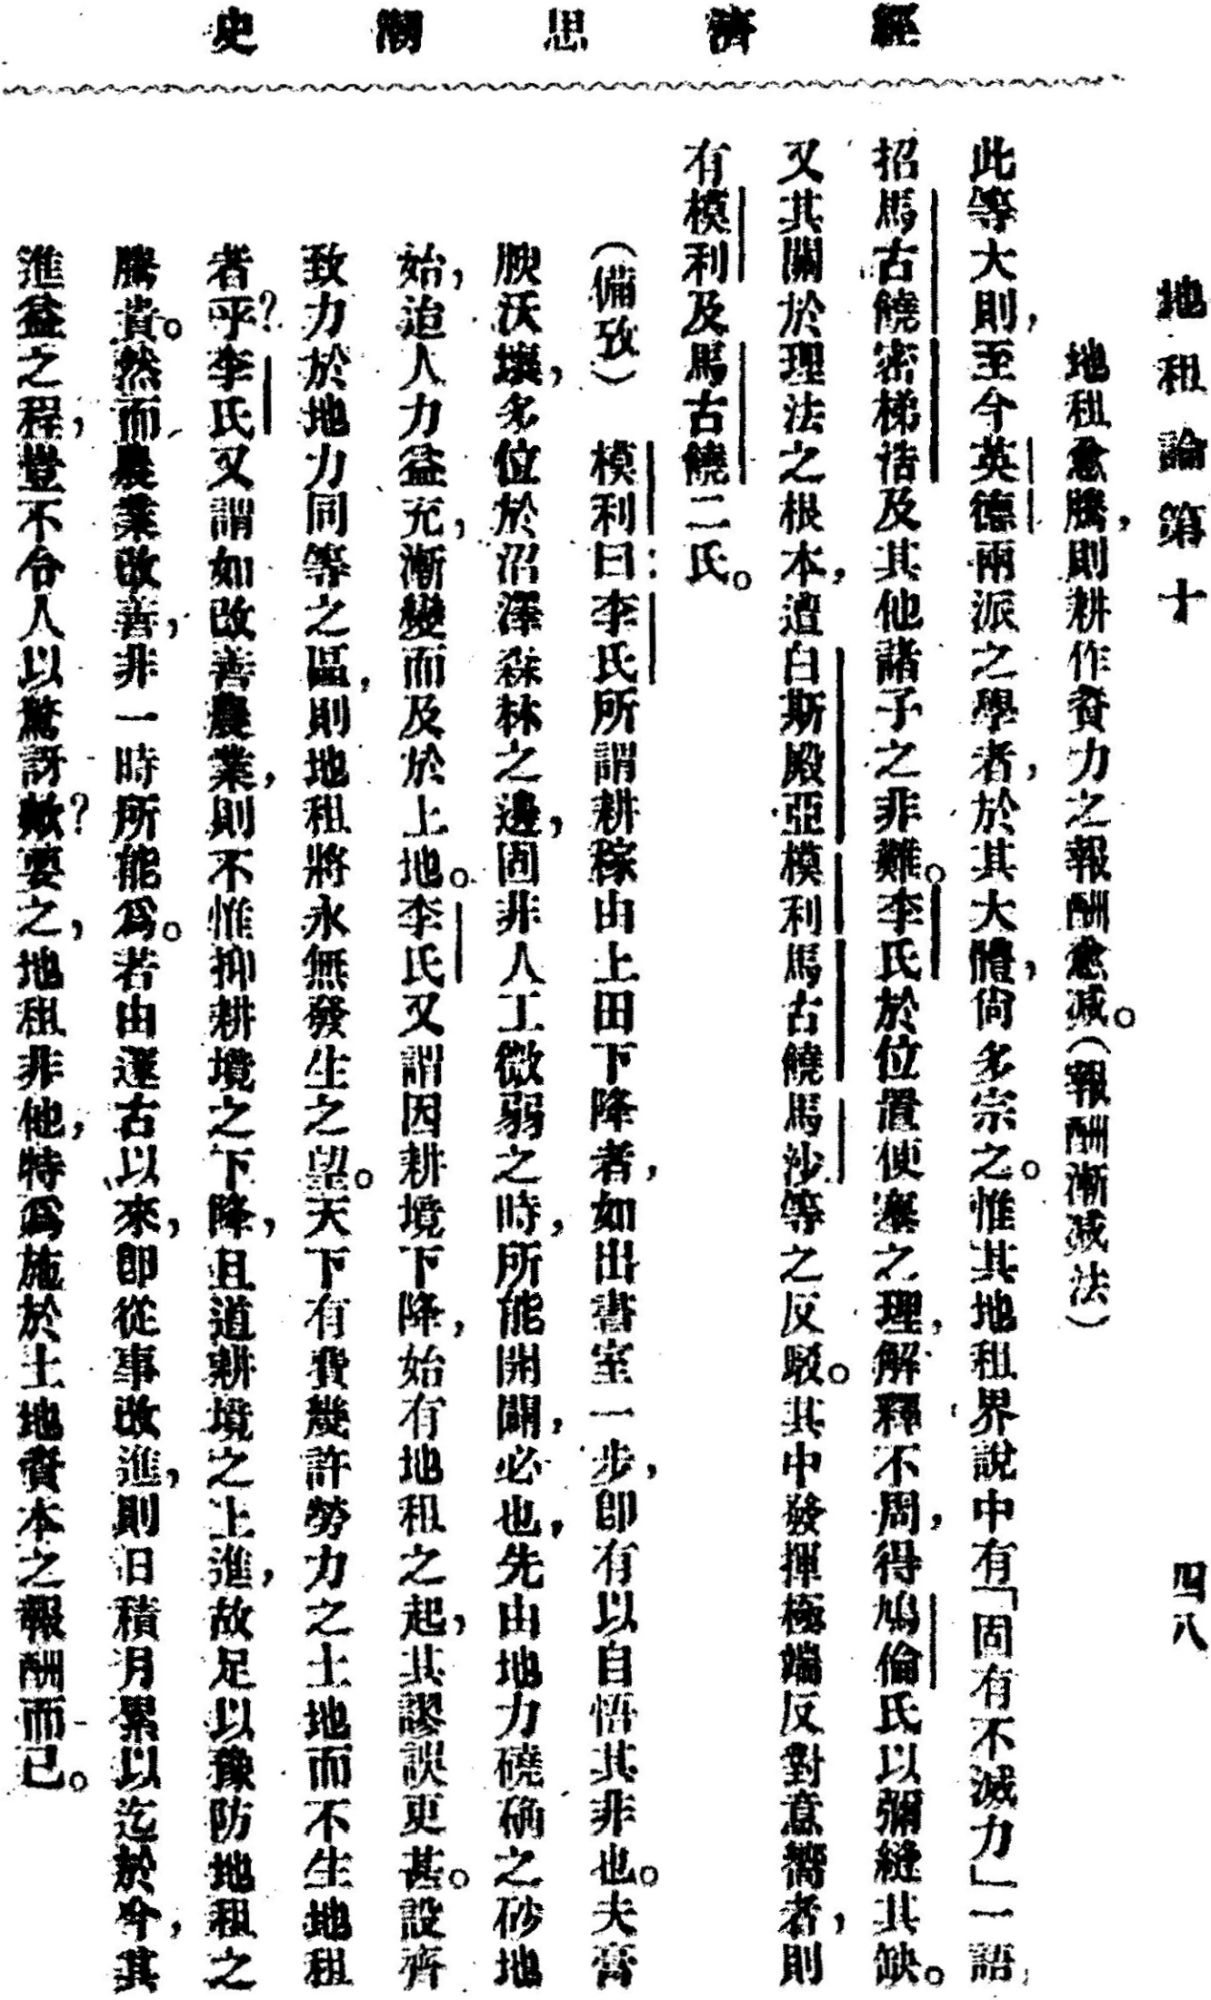 經濟思潮史
地租論第十
四八
地租愈騰，則耕作資力之報酬愈減。（報酬漸減法）
此等大則，至今英德兩派之學者，於其大體，尙多宗之。惟其地租界說中有「固有不滅力」一語
招馬古饒密梯浩及其他諸子之非難。李氏於位置便塞之理，解釋不周，得鳩倫氏以彌縫其缺。
又其關於理法之根本，遭白斯殿亞模利馬古饒馬沙等之反駁。其中發揮極端反對意嚮者，則
有模利及馬古饒二氏。
（備攷）　模利曰：李氏所謂耕稼由上田下降者，如出書室一步，卽有以自悟其非也。夫膏
腴沃壤，多位於沼澤森林之邊，固非人工微弱之時，所能開闢，必也，先由地力磽确之砂地
始，迨人力益充，漸變而及於上地。李氏又謂因耕境下降，始有地租之起，其謬誤更甚。設齊
致力於地力同等之區，則地租將永無發生之望。天下有費幾許勞力之土地而不生地租
者乎？李氏又謂如改善農業，則不惟抑耕境之下降，且道耕境之上進，故足以豫防地租之
騰貴。然而農業改善，非一時所能爲。若由邃古以來，卽從事改進，則日積月累以迄於今，其
進益之程，豈不令人以驚訝歟？要之，地租非他，特爲施於土地資本之報酬而已。